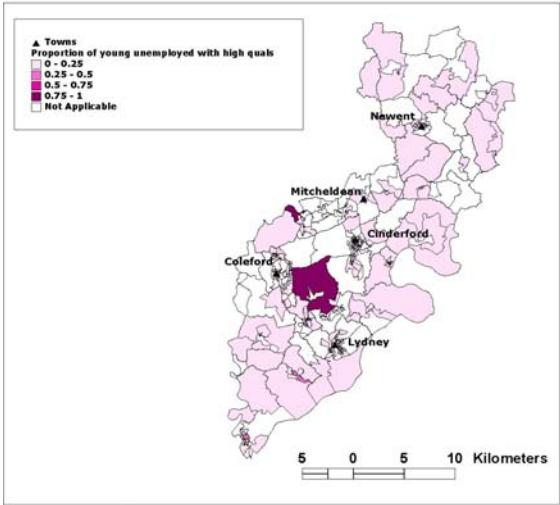 Towns
Proportion of young unemployed with high quals
0 - 0.25
0.25 - 0.5
0.5 - 0.75
0.75 - 1
Not Applicable
Newent
Mitcheldean
Cinderford
Coleford
Lydney
5 0 5 10 Kilometers